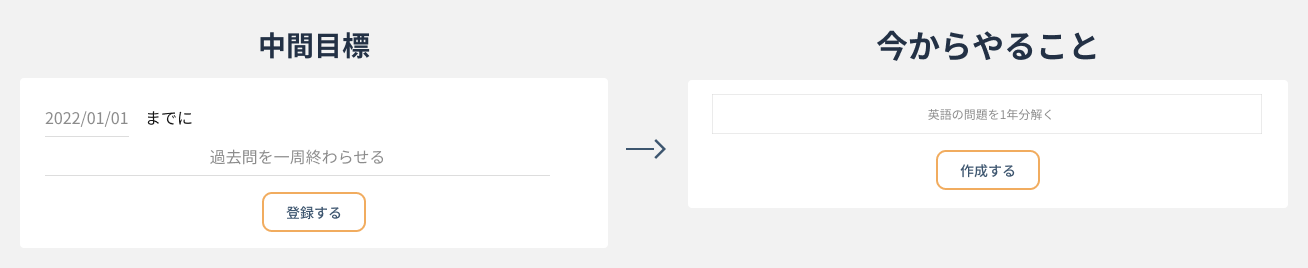 中間目標
2022/01/01 までに
過去問を一周終わらせる
登録する
今からやること
英語の問題を1年分解く
作成する